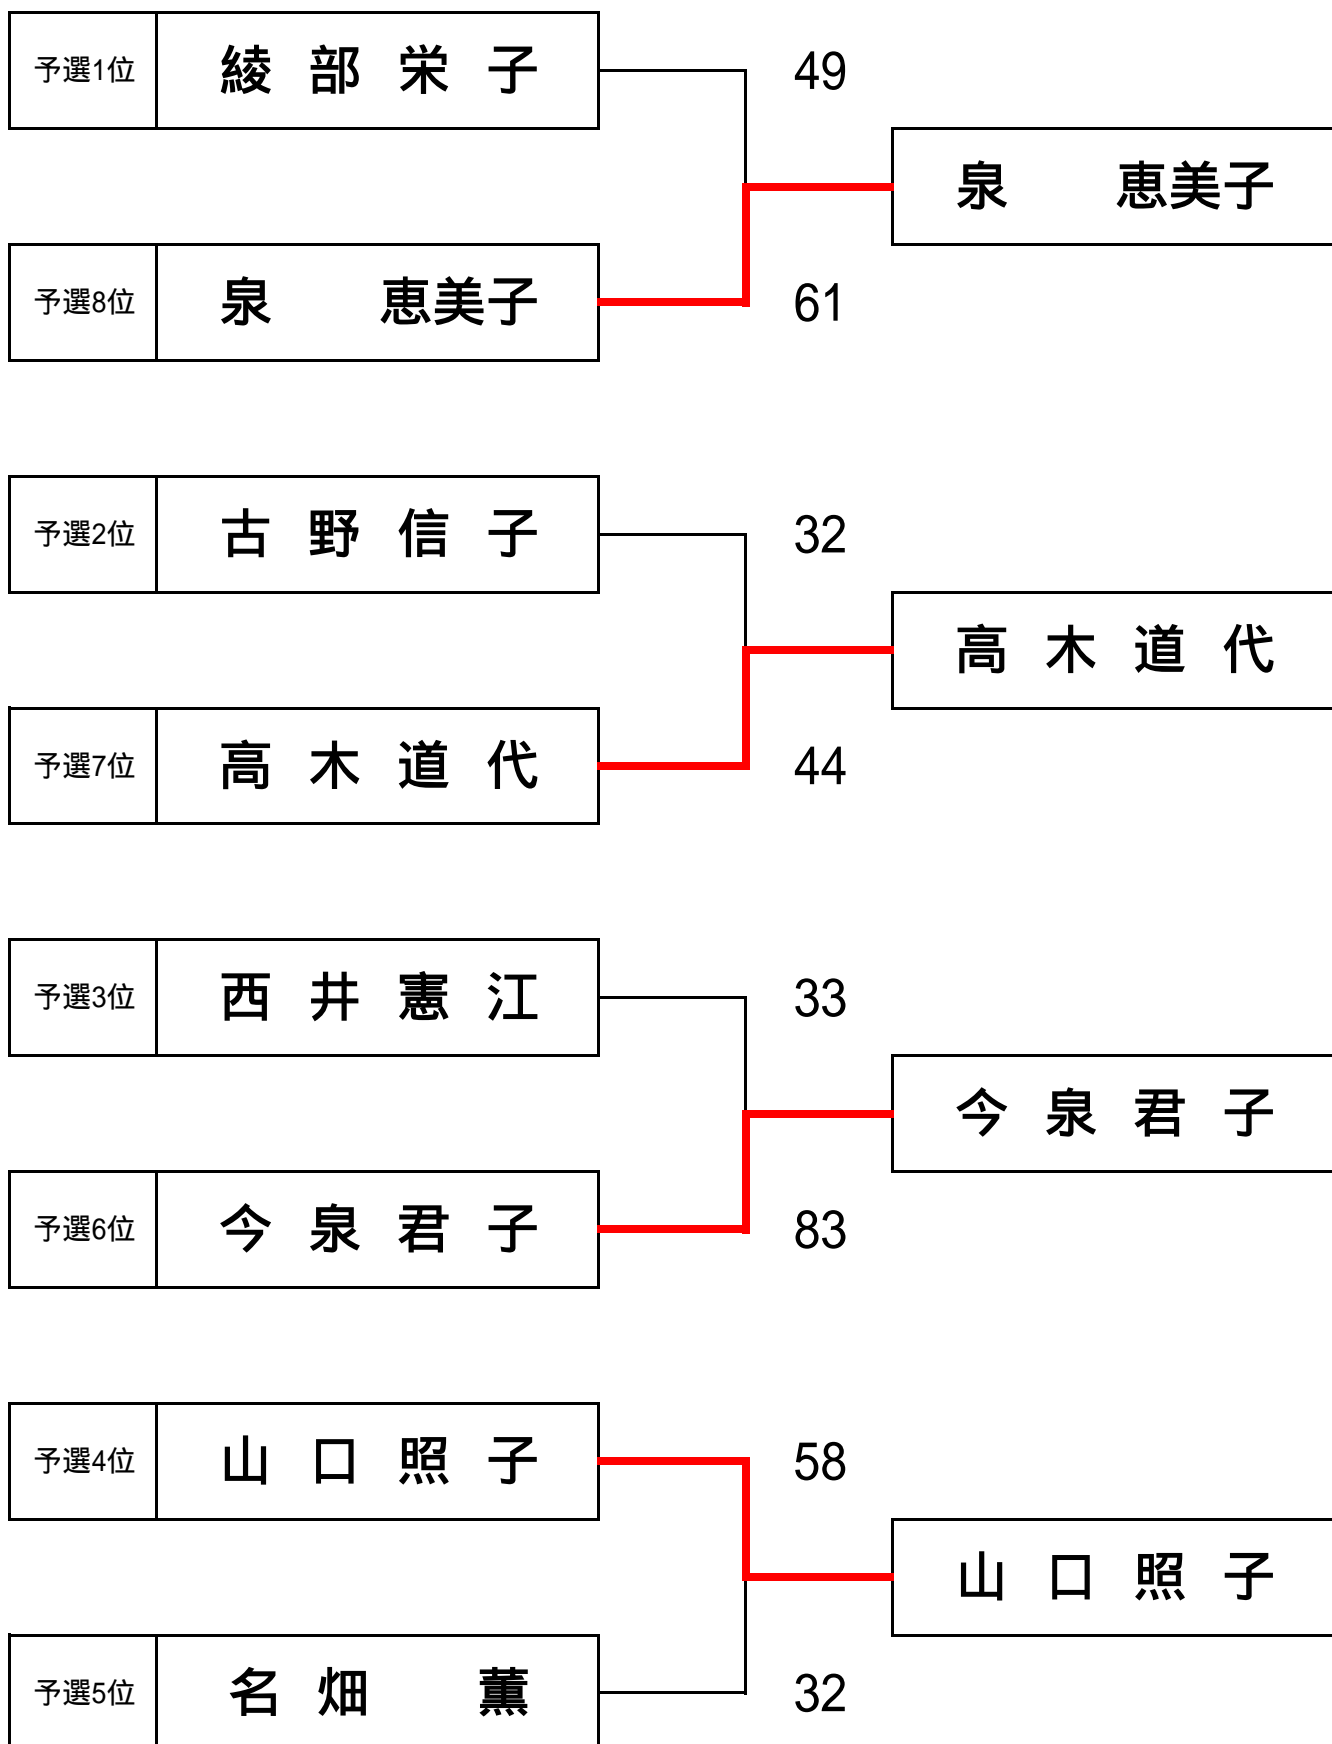 予選1位 綾部栄子 49
泉 恵美子
予選8位 泉 恵美子 61
予選2位 古野信子 32
高木道代
予選7位 高木道代 44
予選3位 西井憲江 33
今泉君子
予選6位 今泉君子 83
予選4位 山口照子 58
山口照子
予選5位 名畑 薫 32